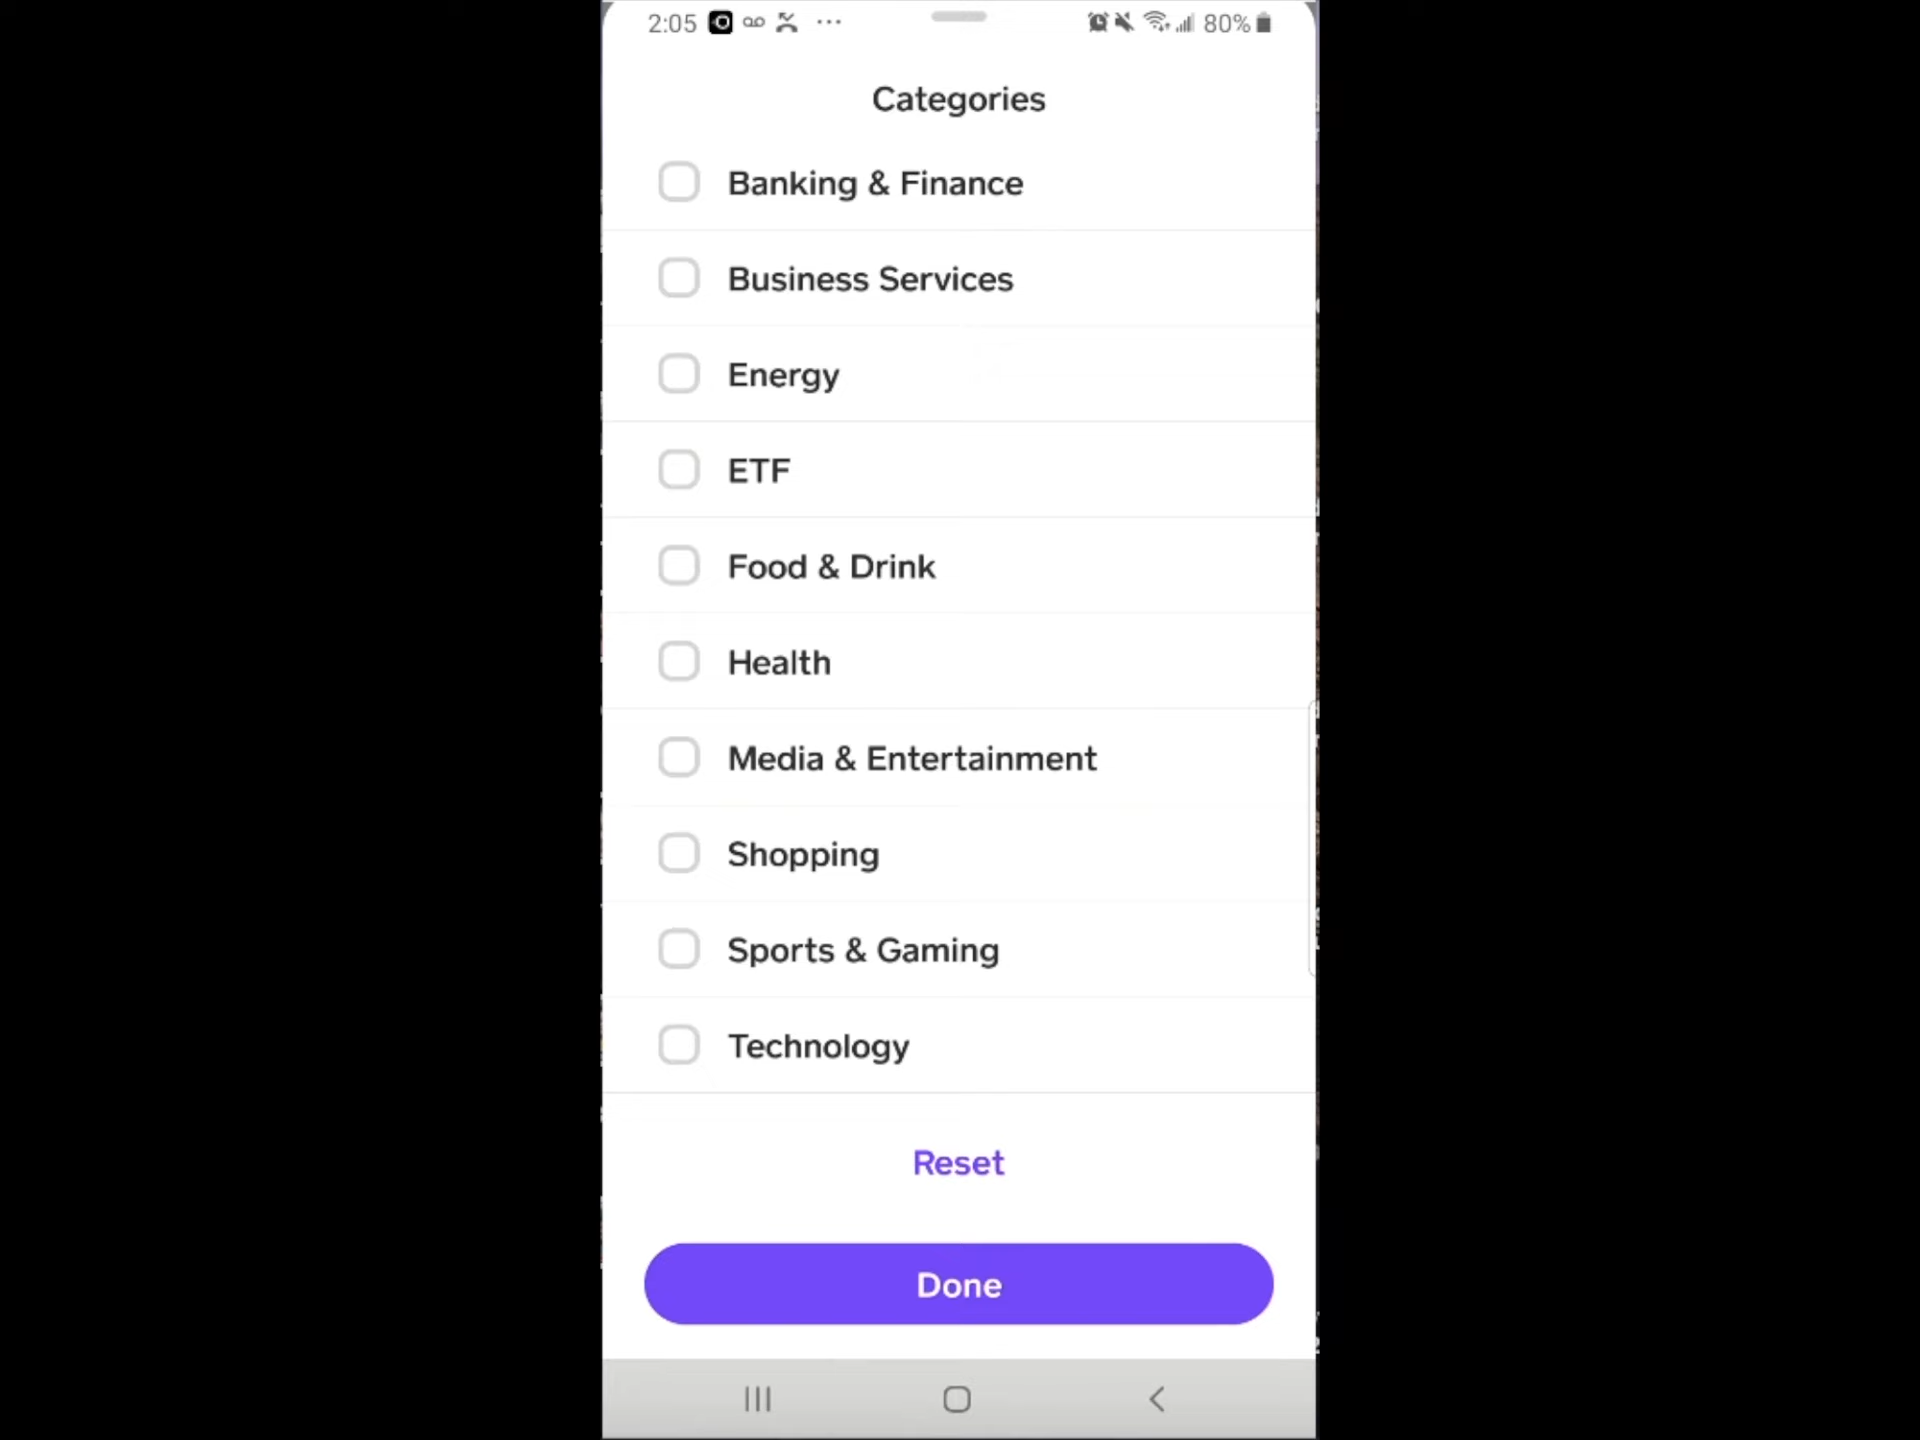 2:05
80%
Categories
Banking & Finance
Business Services
Energy
ETF
Food & Drink
Health
Media & Entertainment
Shopping
Sports & Gaming
Technology
Reset
Done